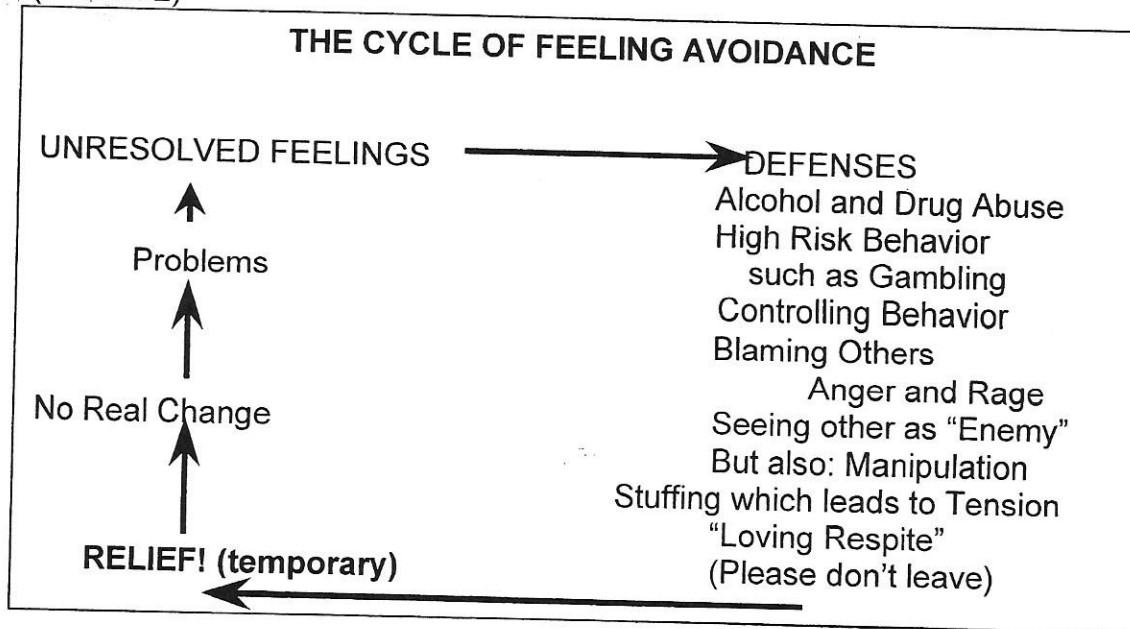 THE CYCLE OF FEELING AVOIDANCE
UNRESOLVED FEELINGS
DEFENSES
Alcohol and Drug Abuse
High Risk Behavior
such as Gambling
Controlling Behavior
Blaming Others
Anger and Rage
Seeing other as “Enemy”
But also: Manipulation
Stuffing which leads to Tension
“Loving Respite”
(Please don’t leave)
RELIEF! (temporary)
No Real Change
Problems